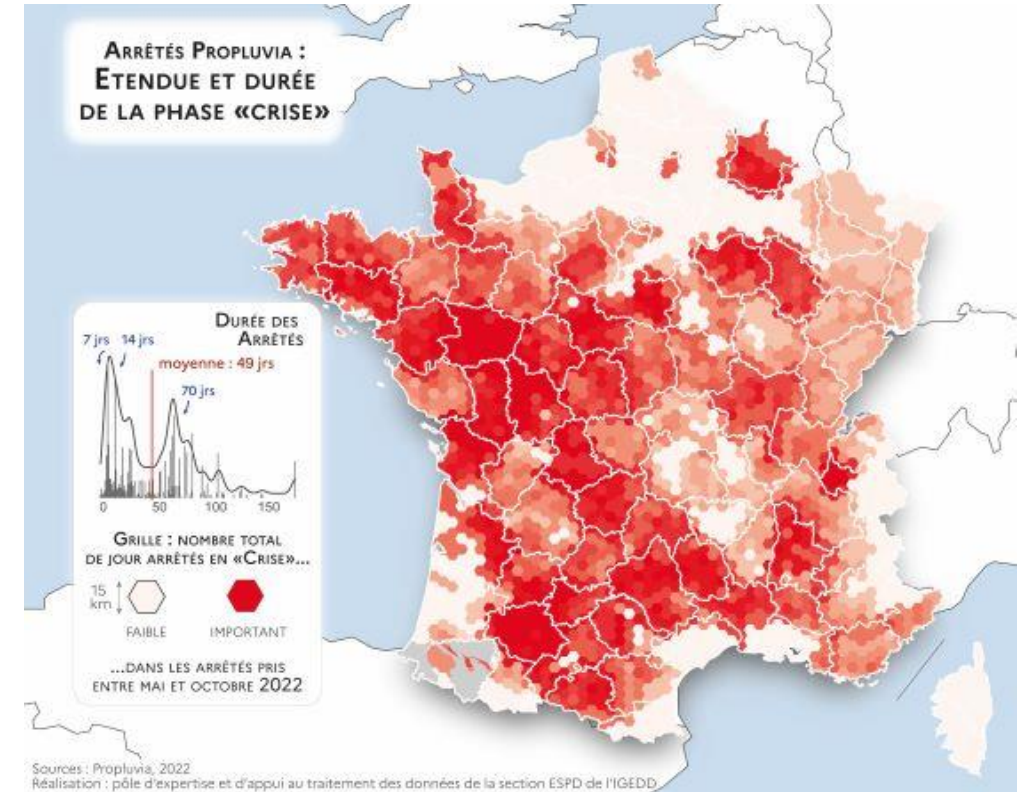 ARRÊTÉS PROPLUVIA :
ETENDUE ET DURÉE
DE LA PHASE «CRISE»
DURÉE DES
ARRÊTÉS
7 jrs 14 jrs
moyenne : 49 jrs
70 jrs
0 50 100 150
GRILLE : NOMBRE TOTAL
DE JOUR ARRÊTÉS EN «CRISE»...
15
km
FAIBLE IMPORTANT
...DANS LES ARRÊTÉS PRIS
ENTRE MAI ET OCTOBRE 2022
Sources : Propluvia, 2022
Réalisation : pôle d'expertise et d'appui au traitement des données de la section ESPD de l'IGEDD